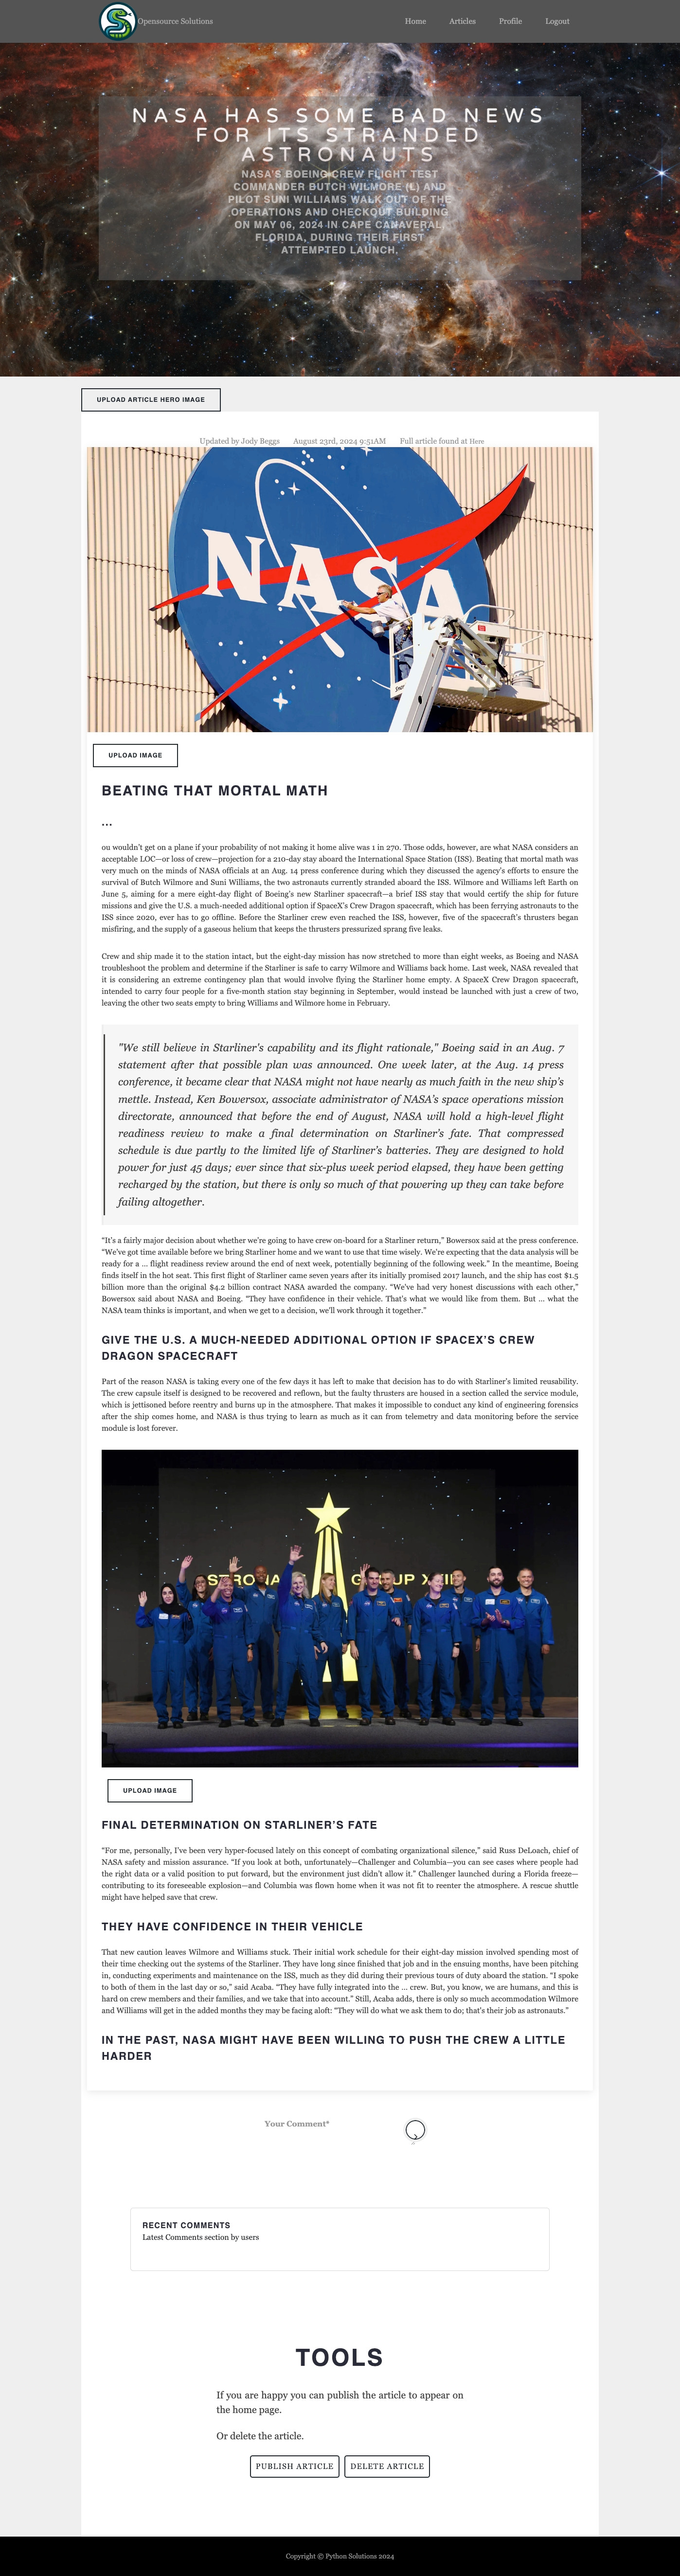 Opensource Solutions
Home Articles Profile Logout
NASA HAS SOME BAD NEWS
FOR ITS STRANDED
ASTRONAUTS
NASA'S BOEING CREW FLIGHT TEST
COMMANDER BUTCH WILMORE (L) AND
PILOT SUNI WILLIAMS WALK OUT OF THE
OPERATIONS AND CHECKOUT BUILDING
ON MAY 06, 2024 IN CAPE CANAVERAL,
FLORIDA, DURING THEIR FIRST
ATTEMPTED LAUNCH.
UPLOAD ARTICLE HERO IMAGE
Updated by Jody Beggs August 23rd, 2024 9:51AM Full article found at Here
NASA
UPLOAD IMAGE
BEATING THAT MORTAL MATH
...
ou wouldn't get on a plane if your probability of not making it home alive was 1 in 270. Those odds, however, are what NASA considers an
acceptable LOC—or loss of crew—projection for a 210-day stay aboard the International Space Station (ISS). Beating that mortal math was
very much on the minds of NASA officials at an Aug. 14 press conference during which they discussed the agency's efforts to ensure the
survival of Butch Wilmore and Suni Williams, the two astronauts currently stranded aboard the ISS. Wilmore and Williams left Earth on
June 5, aiming for a mere eight-day flight of Boeing's new Starliner spacecraft—a brief ISS stay that would certify the ship for future
missions and give the U.S. a much-needed additional option if SpaceX's Crew Dragon spacecraft, which has been ferrying astronauts to the
ISS since 2020, ever has to go offline. Before the Starliner crew even reached the ISS, however, five of the spacecraft's thrusters began
misfiring, and the supply of a gaseous helium that keeps the thrusters pressurized sprang five leaks.
Crew and ship made it to the station intact, but the eight-day mission has now stretched to more than eight weeks, as Boeing and NASA
troubleshoot the problem and determine if the Starliner is safe to carry Wilmore and Williams back home. Last week, NASA revealed that
it is considering an extreme contingency plan that would involve flying the Starliner home empty. A SpaceX Crew Dragon spacecraft,
intended to carry four people for a five-month station stay beginning in September, would instead be launched with just a crew of two,
leaving the other two seats empty to bring Williams and Wilmore home in February.
"We still believe in Starliner's capability and its flight rationale," Boeing said in an Aug. 7
statement after that possible plan was announced. One week later, at the Aug. 14 press
conference, it became clear that NASA might not have nearly as much faith in the new ship's
mettle. Instead, Ken Bowersox, associate administrator of NASA's space operations mission
directorate, announced that before the end of August, NASA will hold a high-level flight
readiness review to make a final determination on Starliner's fate. That compressed
schedule is due partly to the limited life of Starliner's batteries. They are designed to hold
power for just 45 days; ever since that six-plus week period elapsed, they have been getting
recharged by the station, but there is only so much of that powering up they can take before
failing altogether.
"It's a fairly major decision about whether we're going to have crew on-board for a Starliner return," Bowersox said at the press conference.
"We've got time available before we bring Starliner home and we want to use that time wisely. We're expecting that the data analysis will be
ready for a ... flight readiness review around the end of next week, potentially beginning of the following week." In the meantime, Boeing
finds itself in the hot seat. This first flight of Starliner came seven years after its initially promised 2017 launch, and the ship has cost $1.5
billion more than the original $4.2 billion contract NASA awarded the company. "We've had very honest discussions with each other,"
Bowersox said about NASA and Boeing. "They have confidence in their vehicle. That's what we would like from them. But ... what the
NASA team thinks is important, and when we get to a decision, we'll work through it together."
GIVE THE U.S. A MUCH-NEEDED ADDITIONAL OPTION IF SPACEX'S CREW
DRAGON SPACECRAFT
Part of the reason NASA is taking every one of the few days it has left to make that decision has to do with Starliner's limited reusability.
The crew capsule itself is designed to be recovered and reflown, but the faulty thrusters are housed in a section called the service module,
which is jettisoned before reentry and burns up in the atmosphere. That makes it impossible to conduct any kind of engineering forensics
after the ship comes home, and NASA is thus trying to learn as much as it can from telemetry and data monitoring before the service
module is lost forever.
UPLOAD IMAGE
FINAL DETERMINATION ON STARLINER'S FATE
"For me, personally, I've been very hyper-focused lately on this concept of combating organizational silence," said Russ DeLoach, chief of
NASA safety and mission assurance. "If you look at both, unfortunately—Challenger and Columbia—you can see cases where people had
the right data or a valid position to put forward, but the environment just didn't allow it." Challenger launched during a Florida freeze—
contributing to its foreseeable explosion—and Columbia was flown home when it was not fit to reenter the atmosphere. A rescue shuttle
might have helped save that crew.
THEY HAVE CONFIDENCE IN THEIR VEHICLE
That new caution leaves Wilmore and Williams stuck. Their initial work schedule for their eight-day mission involved spending most of
their time checking out the systems of the Starliner. They have long since finished that job and in the ensuing months, have been pitching
in, conducting experiments and maintenance on the ISS, much as they did during their previous tours of duty aboard the station. "I spoke
to both of them in the last day or so," said Acaba. "They have fully integrated into the ... crew. But, you know, we are humans, and this is
hard on crew members and their families, and we take that into account." Still, Acaba adds, there is only so much accommodation Wilmore
and Williams will get in the added months they may be facing aloft: "They will do what we ask them to do; that's their job as astronauts."
IN THE PAST, NASA MIGHT HAVE BEEN WILLING TO PUSH THE CREW A LITTLE
HARDER
Your Comment*
RECENT COMMENTS
Latest Comments section by users
TOOLS
If you are happy you can publish the article to appear on
the home page.
Or delete the article.
PUBLISH ARTICLE DELETE ARTICLE
Copyright © Python Solutions 2024